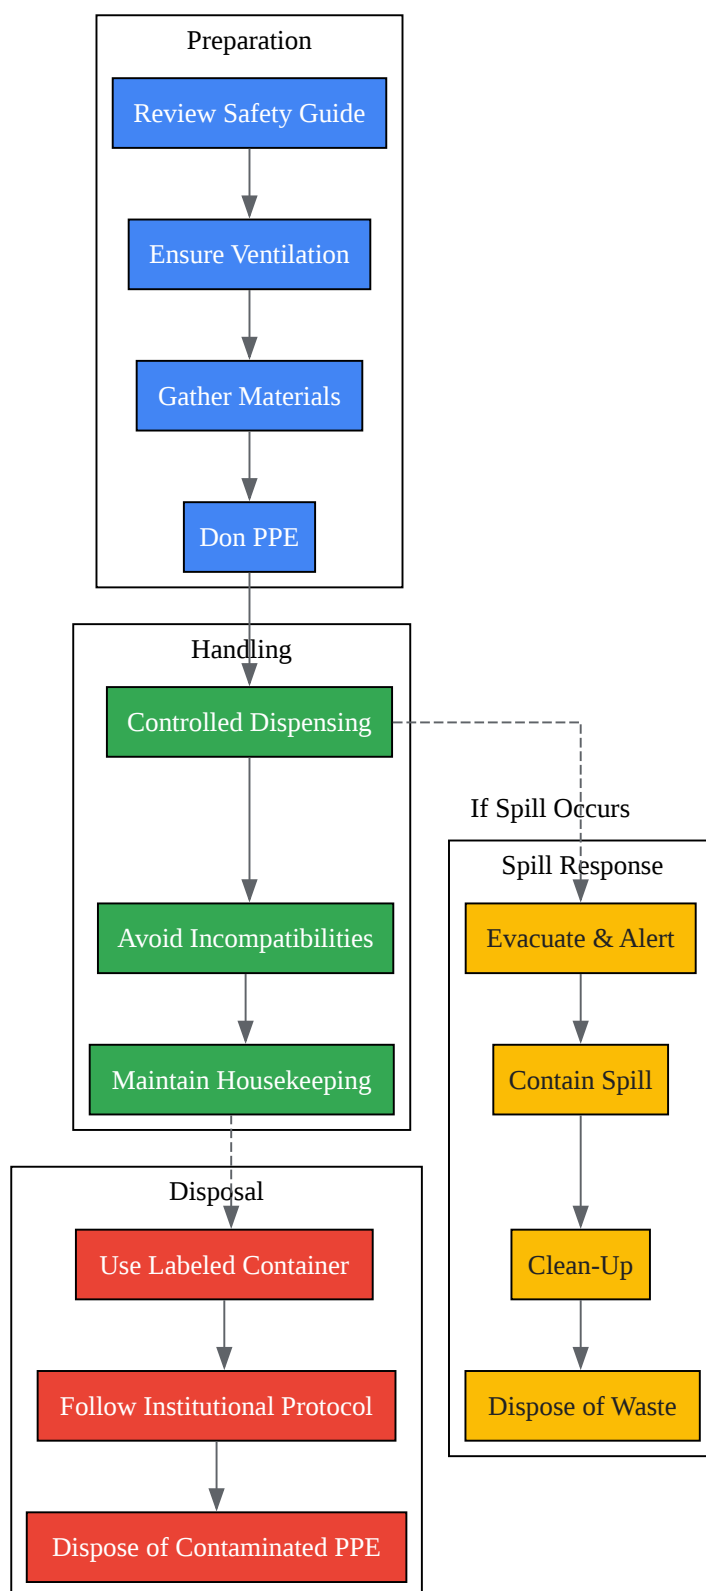 Preparation
Review Safety Guide
Ensure Ventilation
Gather Materials
Don PPE
Handling
Controlled Dispensing
If Spill Occurs
Spill Response
Avoid Incompatibilities
Evacuate & Alert
Maintain Housekeeping
Contain Spill
Disposal
Use Labeled Container
Clean-Up
Follow Institutional Protocol
Dispose of Waste
Dispose of Contaminated PPE